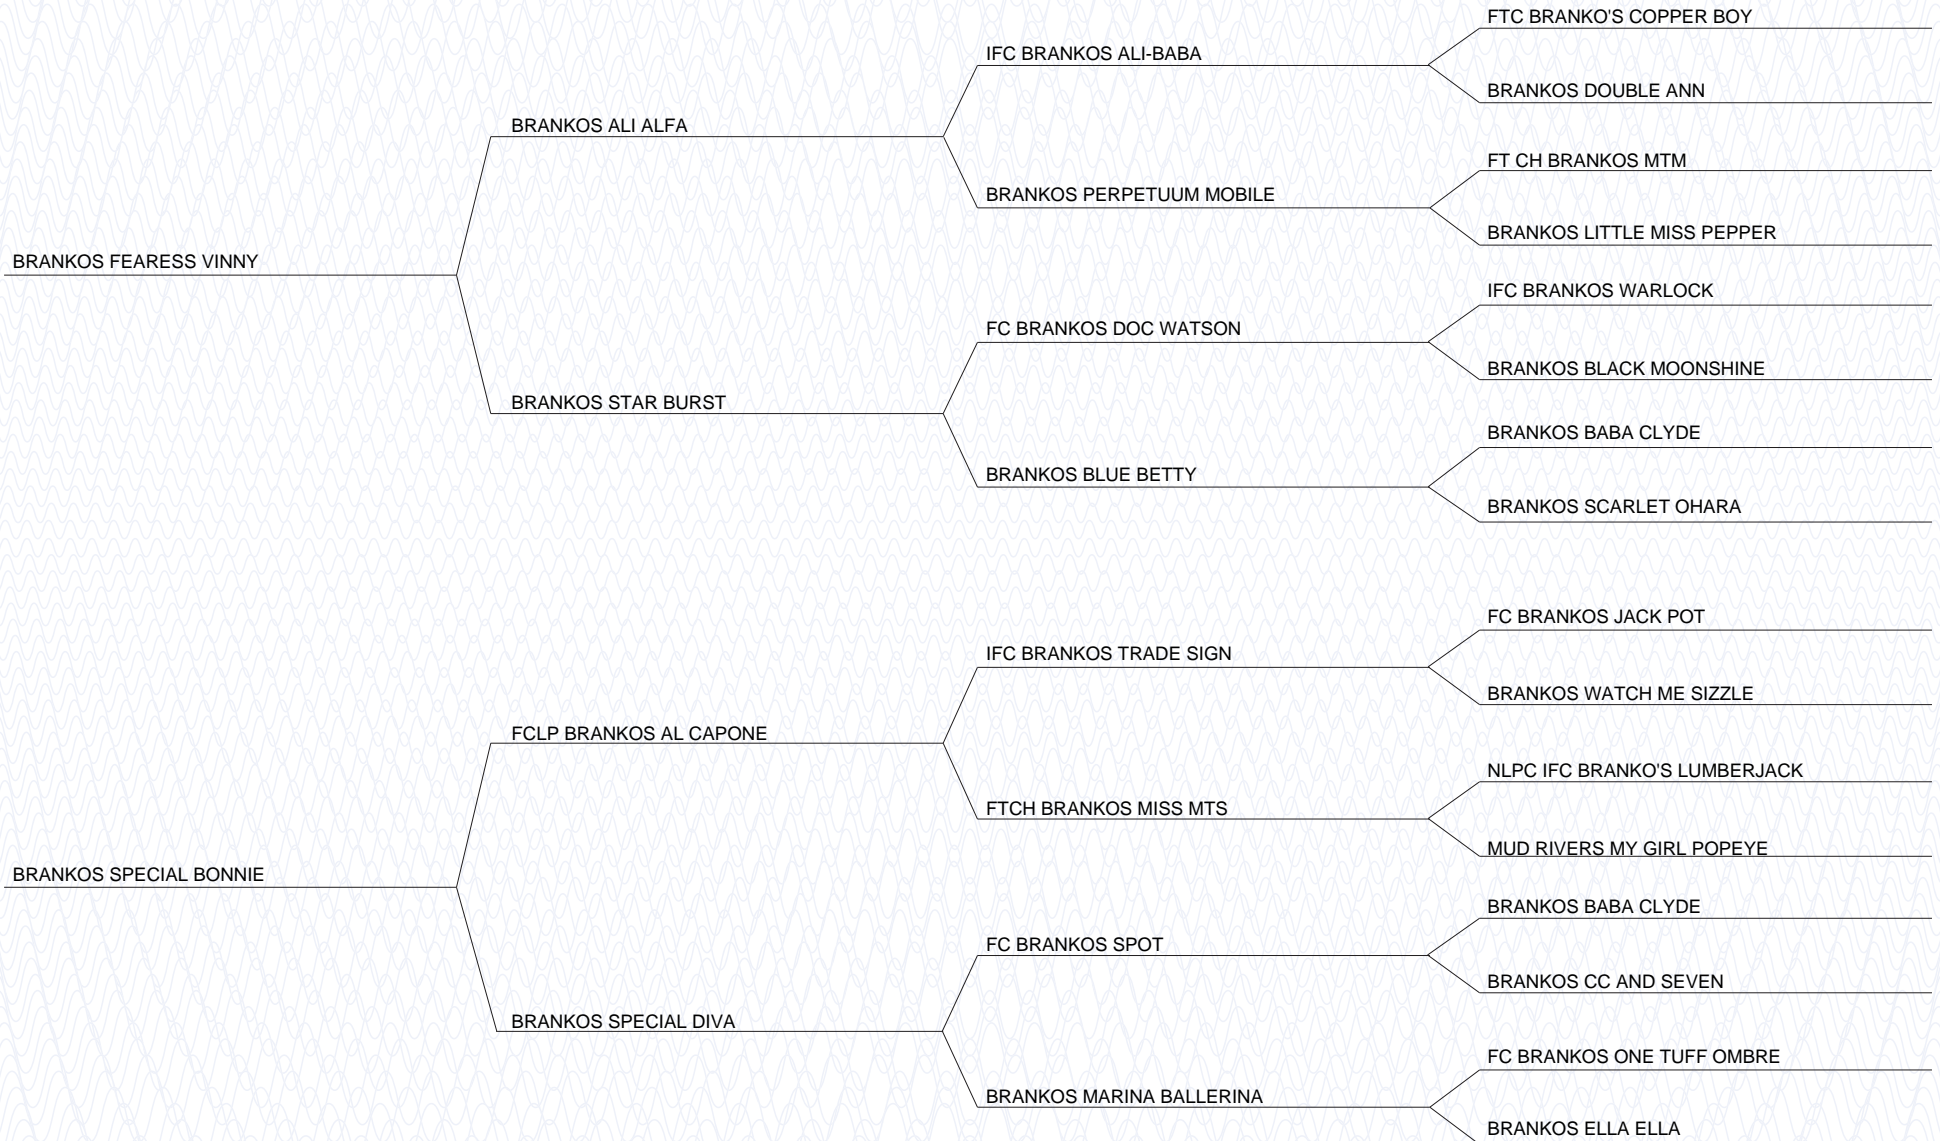 FTC BRANKO'S COPPER BOY
IFC BRANKOS ALI-BABA
BRANKOS DOUBLE ANN
BRANKOS ALI ALFA
FT CH BRANKOS MTM
BRANKOS PERPETUUM MOBILE
BRANKOS LITTLE MISS PEPPER
BRANKOS FEARESS VINNY
IFC BRANKOS WARLOCK
FC BRANKOS DOC WATSON
BRANKOS BLACK MOONSHINE
BRANKOS STAR BURST
BRANKOS BABA CLYDE
BRANKOS BLUE BETTY
BRANKOS SCARLET OHARA
FC BRANKOS JACK POT
IFC BRANKOS TRADE SIGN
BRANKOS WATCH ME SIZZLE
FCLP BRANKOS AL CAPONE
NLPC IFC BRANKO'S LUMBERJACK
FTCH BRANKOS MISS MTS
MUD RIVERS MY GIRL POPEYE
BRANKOS SPECIAL BONNIE
BRANKOS BABA CLYDE
FC BRANKOS SPOT
BRANKOS CC AND SEVEN
BRANKOS SPECIAL DIVA
FC BRANKOS ONE TUFF OMBRE
BRANKOS MARINA BALLERINA
BRANKOS ELLA ELLA